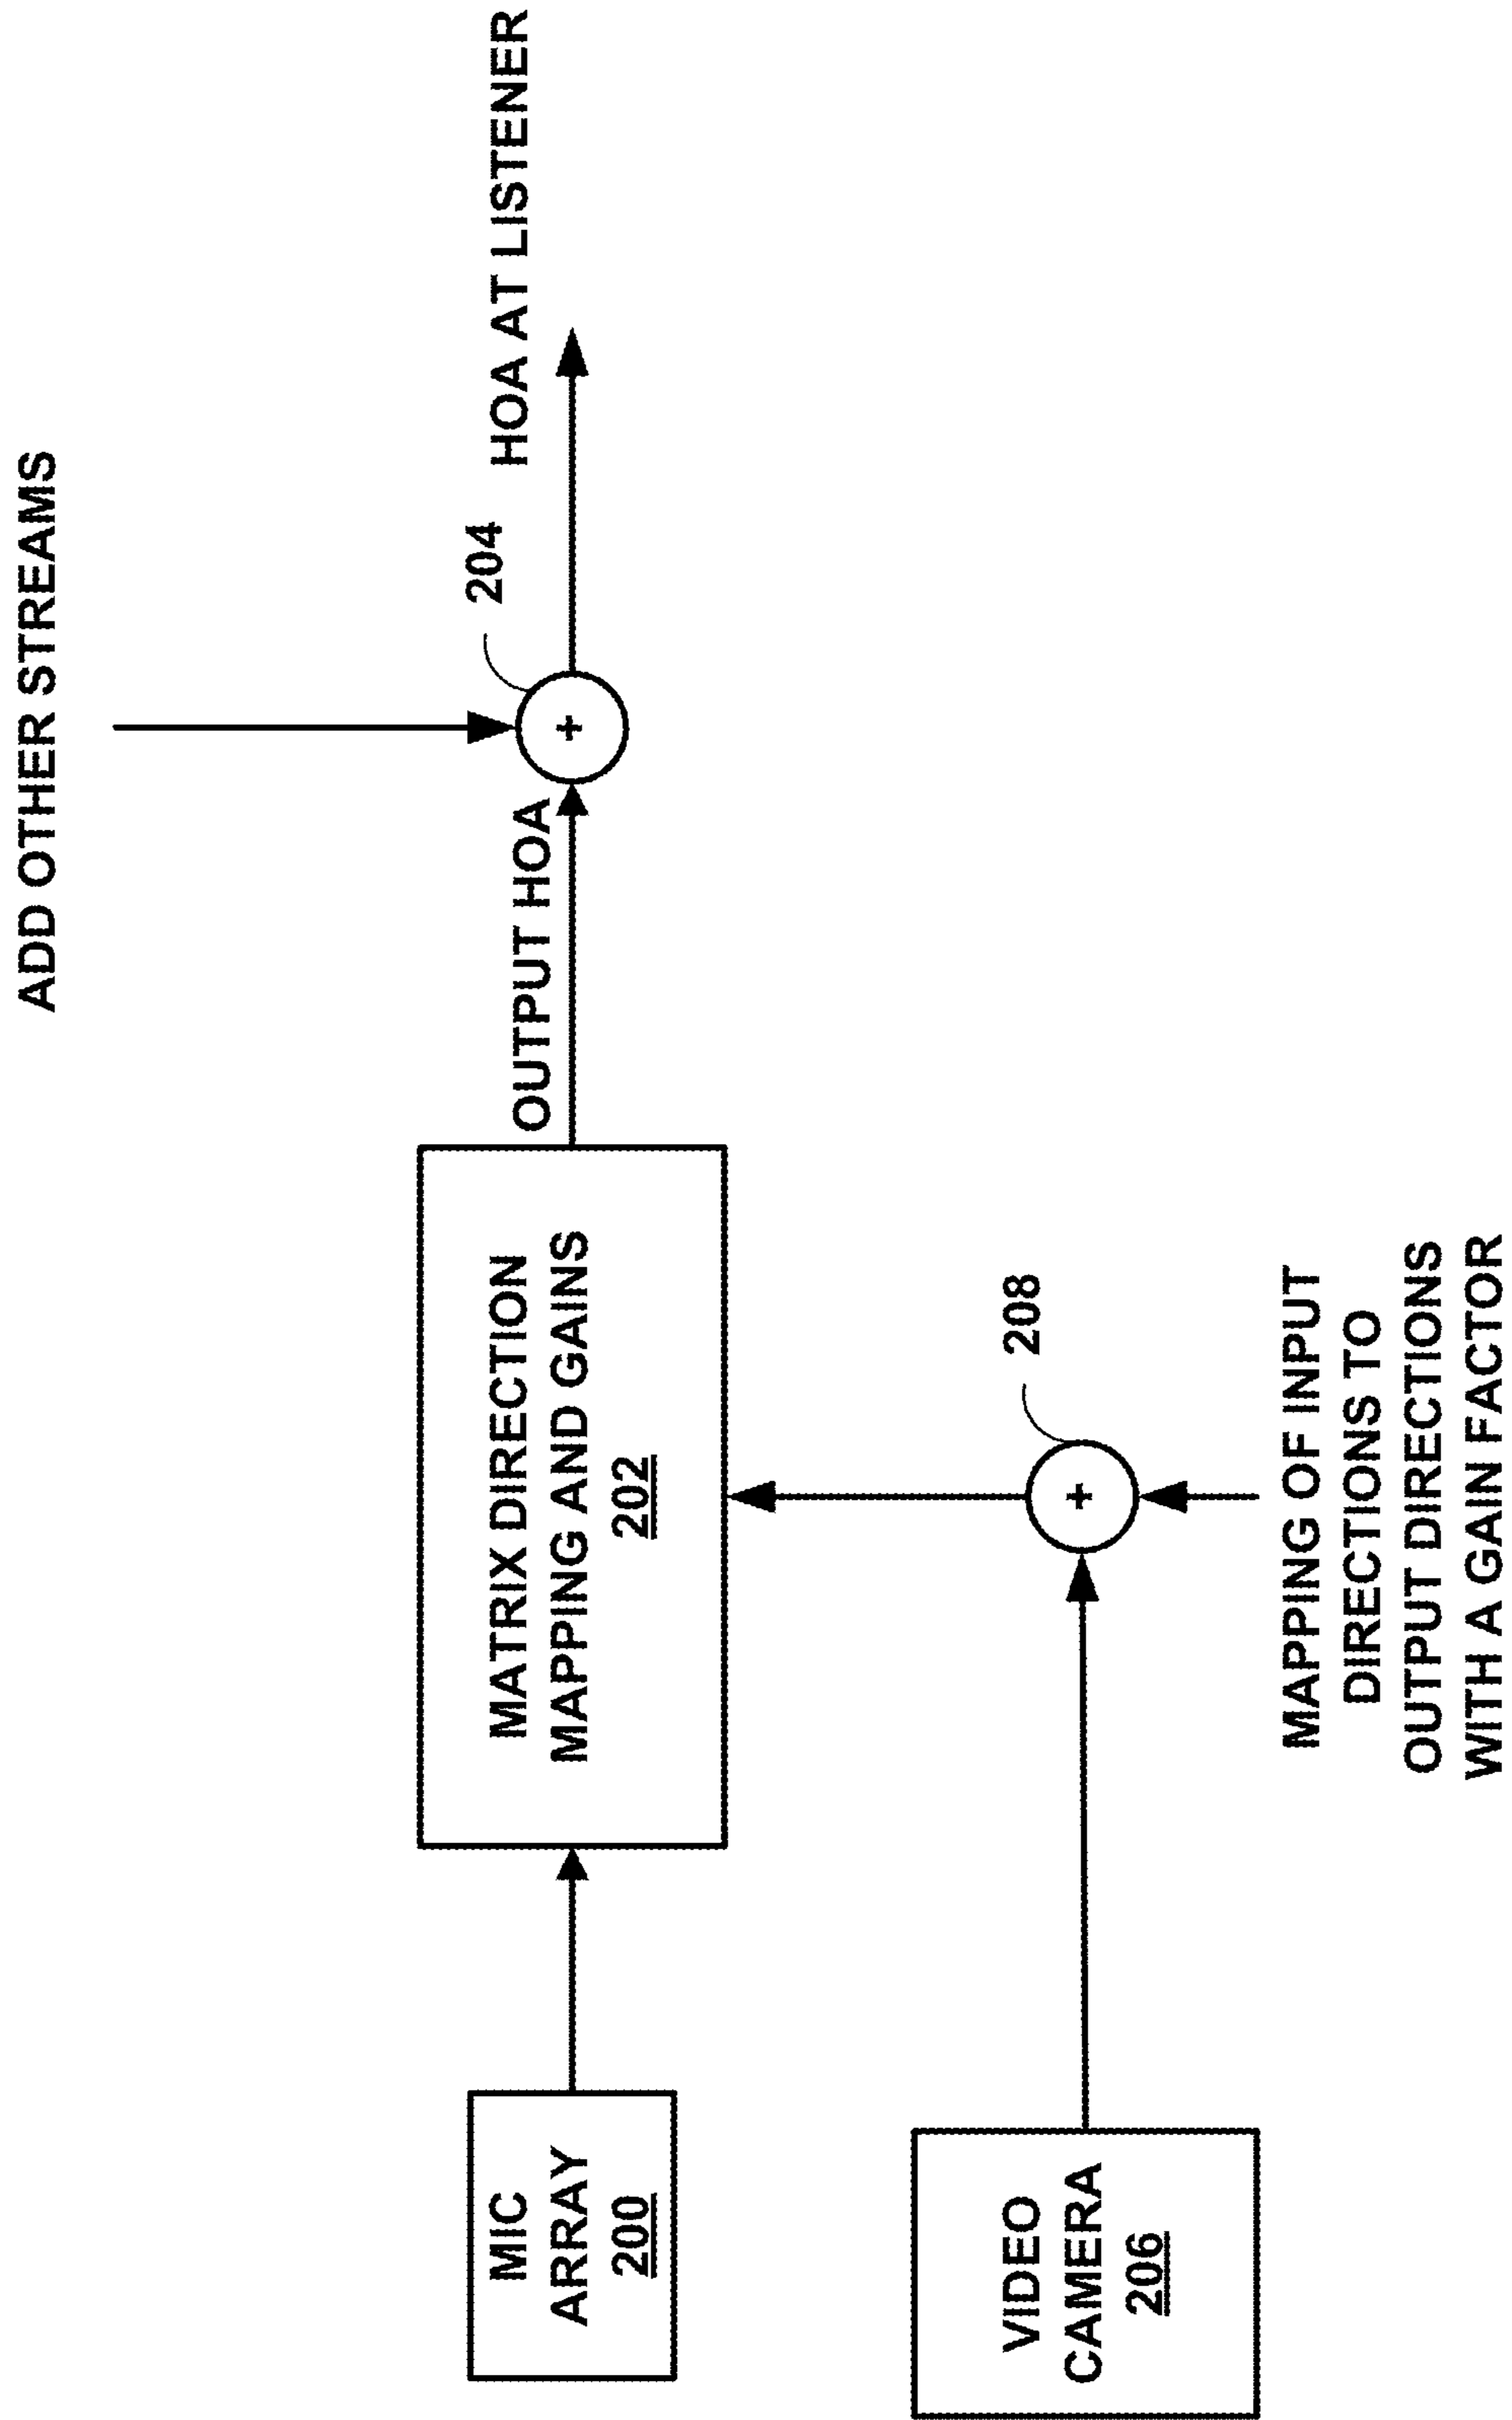 ADD OTHER STREAMS
204
HOA AT LISTENER
OUTPUT HOA
+
MATRIX DIRECTION
MAPPING AND GAINS
202
MIC
ARRAY
200
208
+
VIDEO
CAMERA
206
MAPPING OF INPUT
DIRECTIONS TO
OUTPUT DIRECTIONS
WITH A GAIN FACTOR